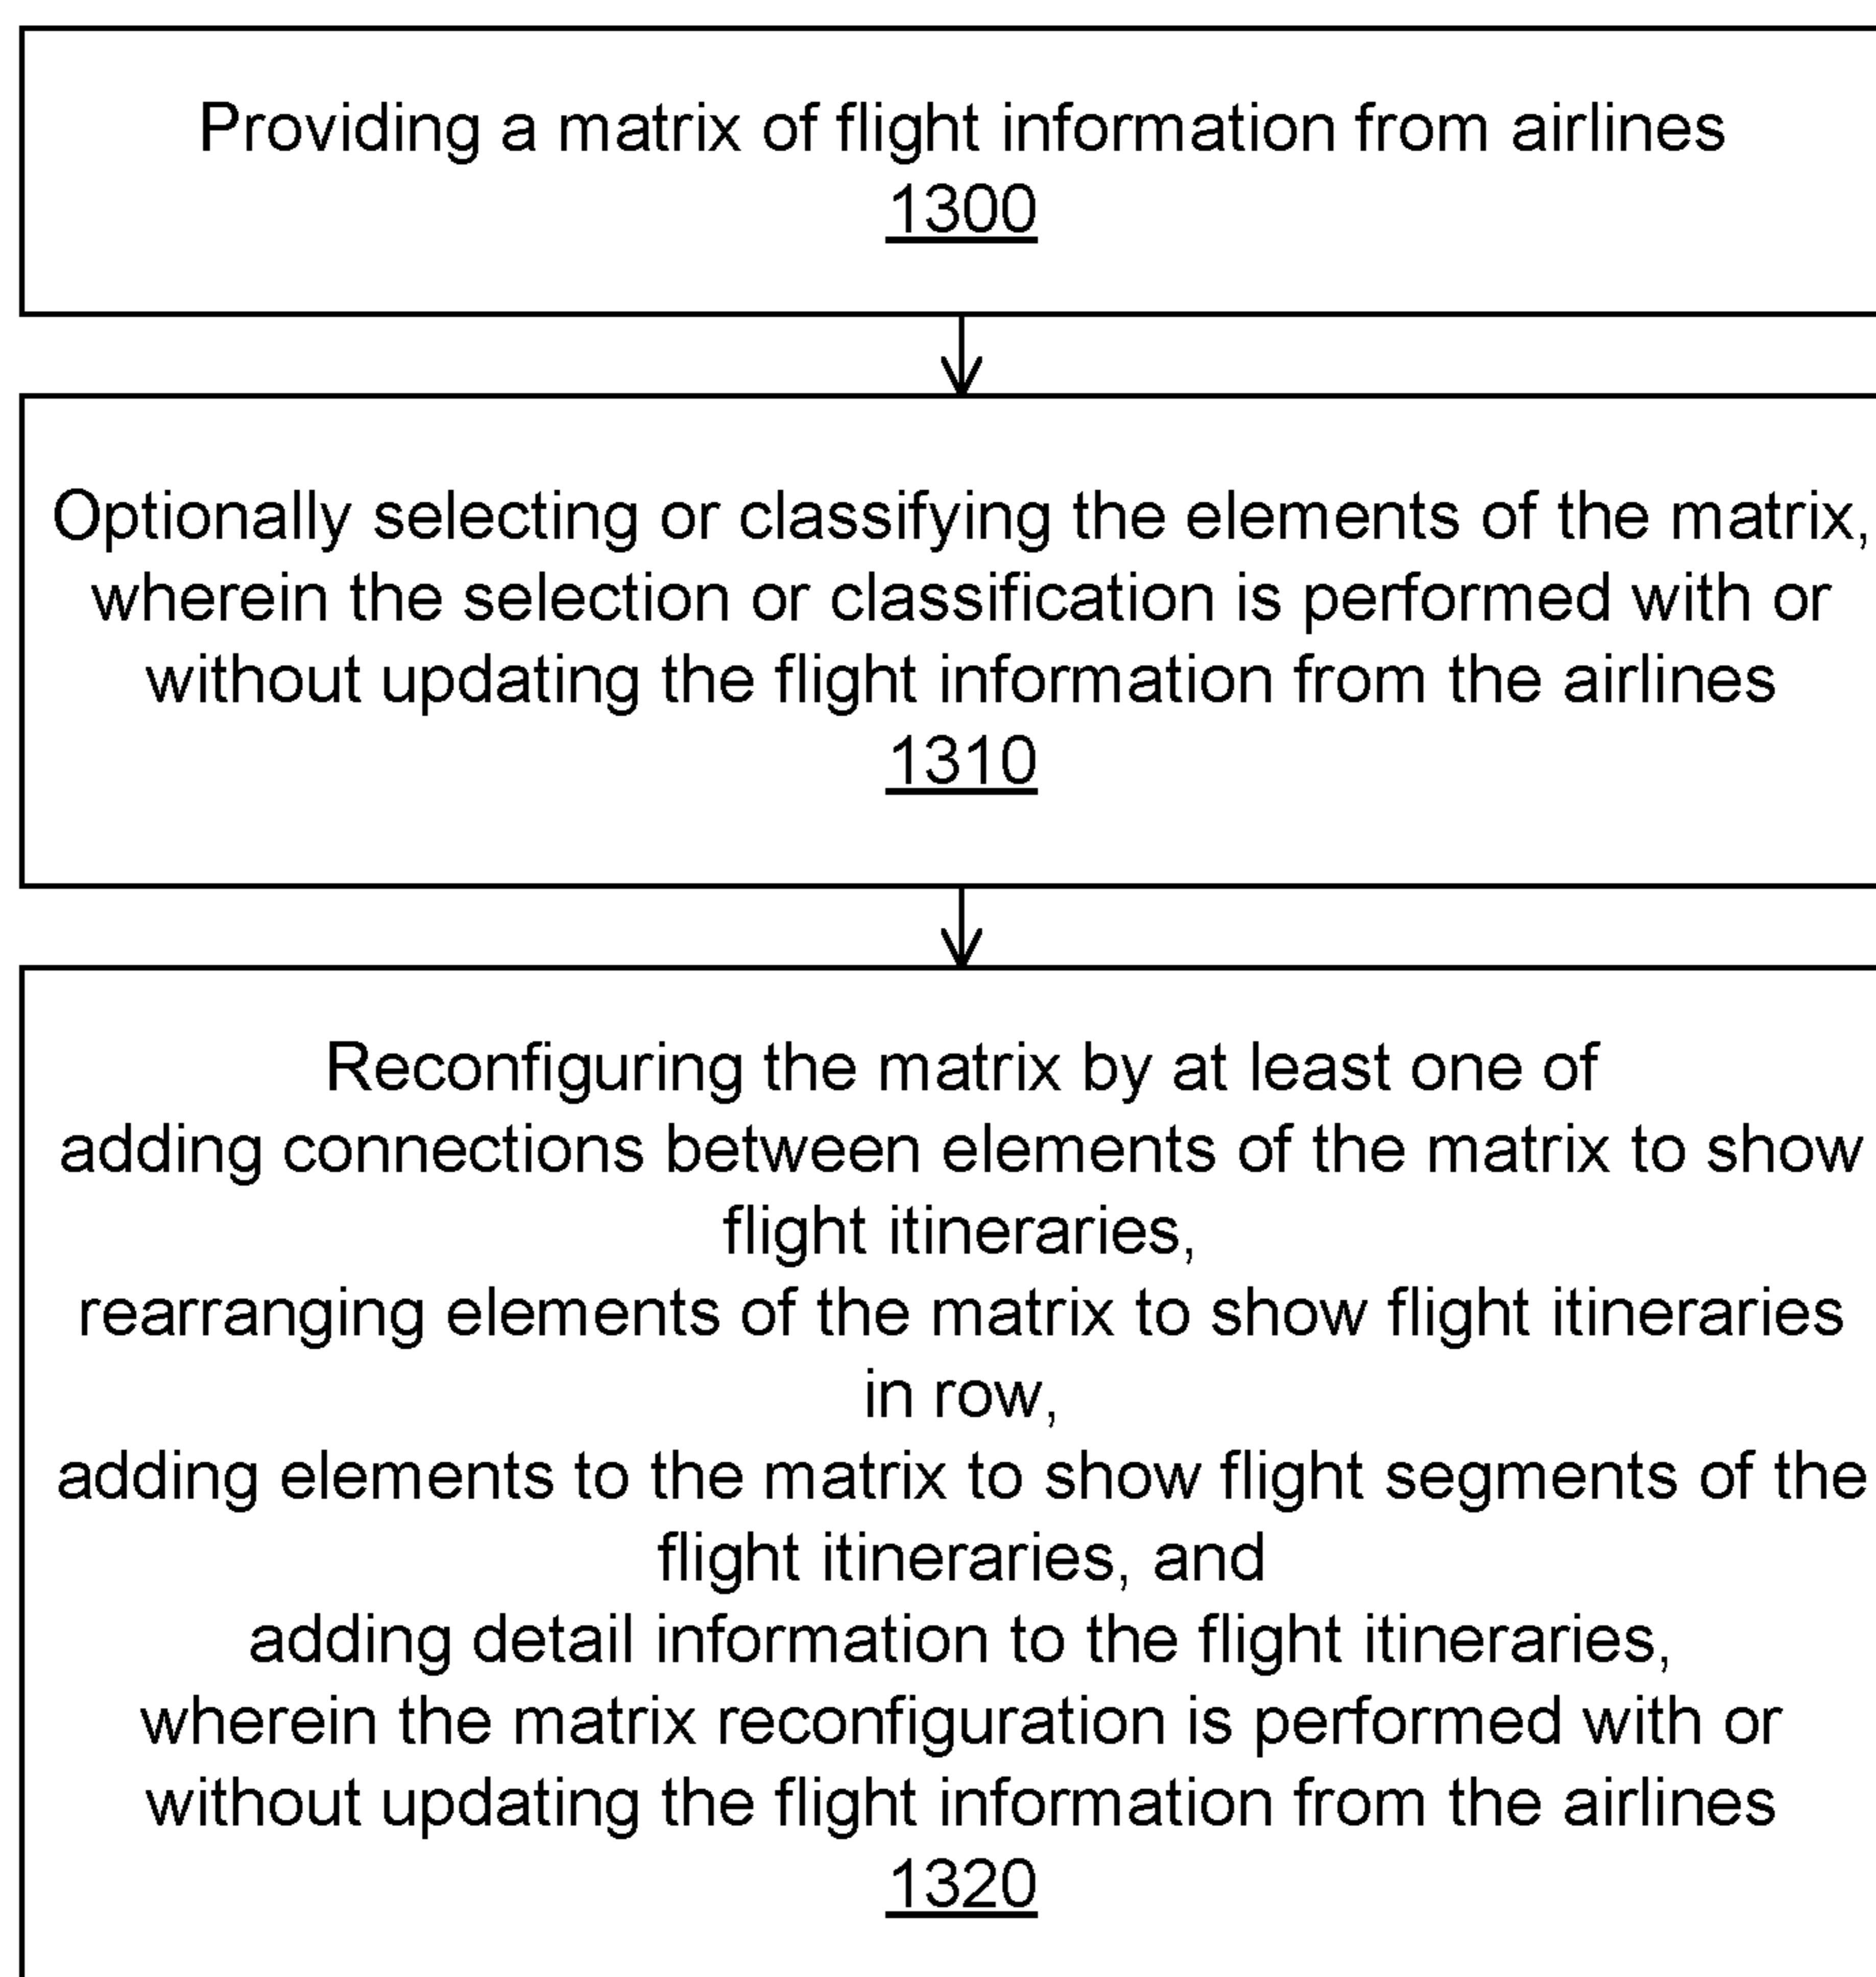 Providing a matrix of flight information from airlines
1300
Optionally selecting or classifying the elements of the matrix,
wherein the selection or classification is performed with or
without updating the flight information from the airlines
1310
Reconfiguring the matrix by at least one of
adding connections between elements of the matrix to show
flight itineraries,
rearranging elements of the matrix to show flight itineraries
in row,
adding elements to the matrix to show flight segments of the
flight itineraries, and
adding detail information to the flight itineraries,
wherein the matrix reconfiguration is performed with or
without updating the flight information from the airlines
1320